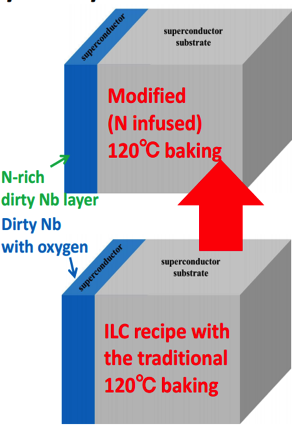 superconductor
superconductor
substrate
Modified
(N infused)
120℃ baking
N-rich
dirty Nb layer
Dirty Nb
with oxygen
superconductor
superconductor
substrate
ILC recipe with
the traditional
120℃ baking